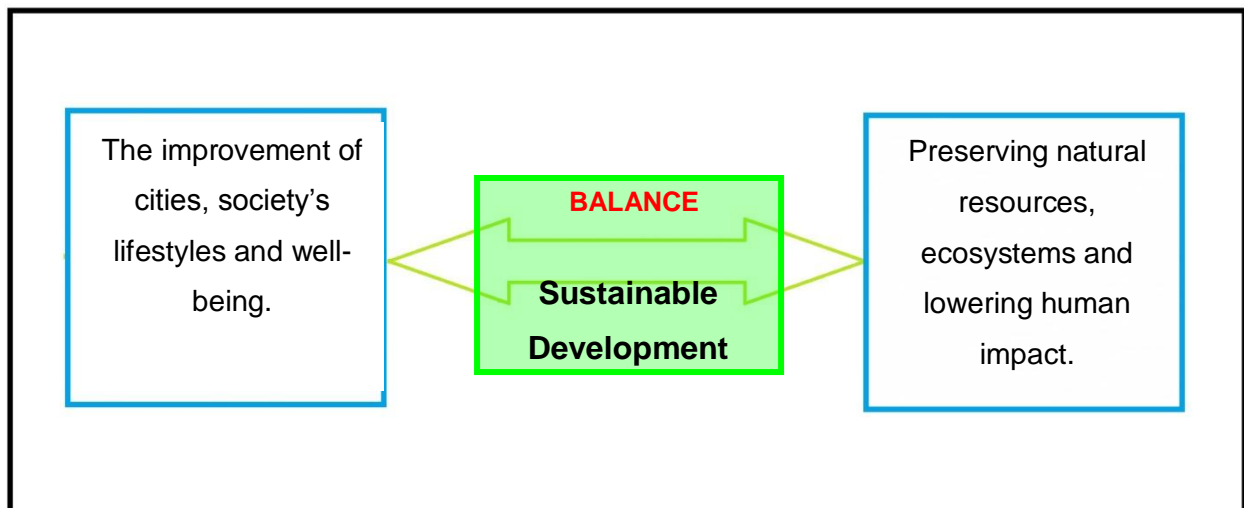 The improvement of
cities, society’s
lifestyles and well-
being.
BALANCE
Sustainable
Development
Preserving natural
resources,
ecosystems and
lowering human
impact.